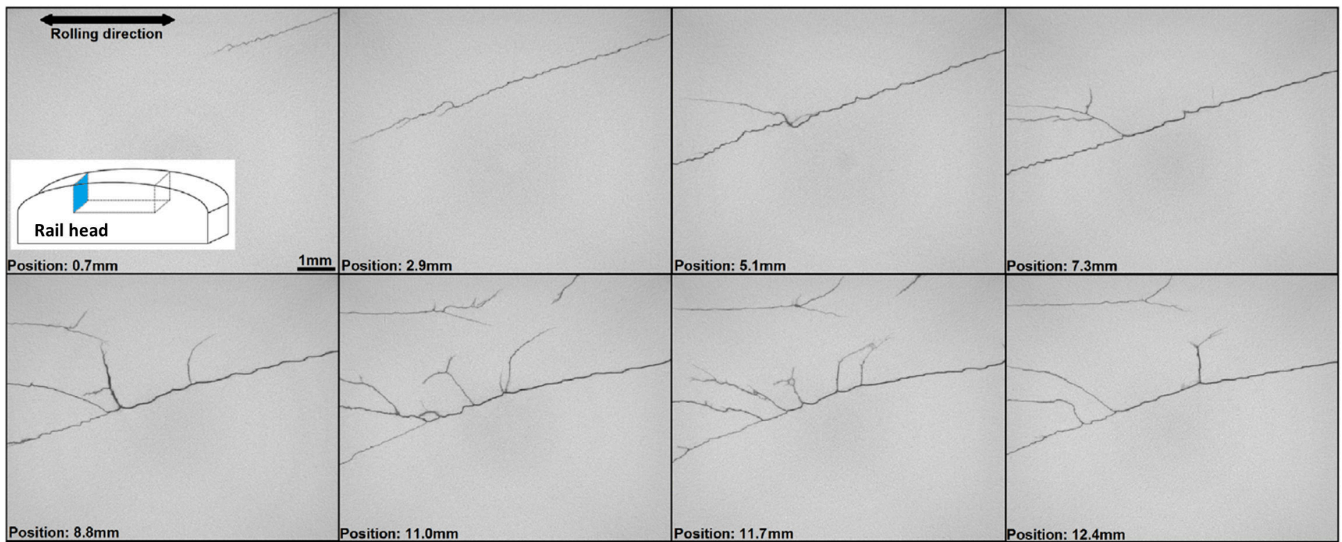 Rolling direction
Rail head
Position: 0.7mm
1mm
Position: 2.9mm
Position: 5.1mm
Position: 7.3mm
Position: 8.8mm
Position: 11.0mm
Position: 11.7mm
Position: 12.4mm